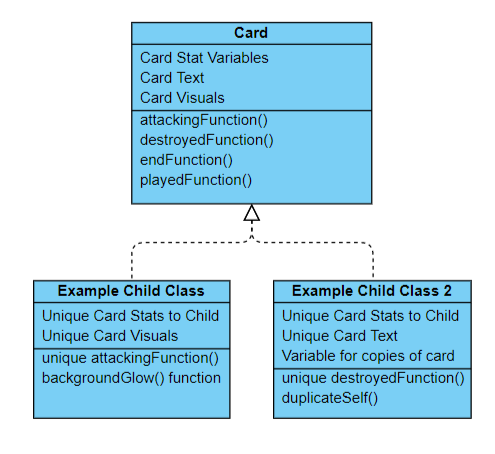 Card
Card Stat Variables
Card Text
Card Visuals
attackingFunction()
destroyedFunction()
endFunction()
playedFunction()
Example Child Class
Unique Card Stats to Child
Unique Card Visuals
unique attackingFunction()
backgroundGlow() function
Example Child Class 2
Unique Card Stats to Child
Unique Card Text
Variable for copies of card
unique destroyedFunction()
duplicateSelf()